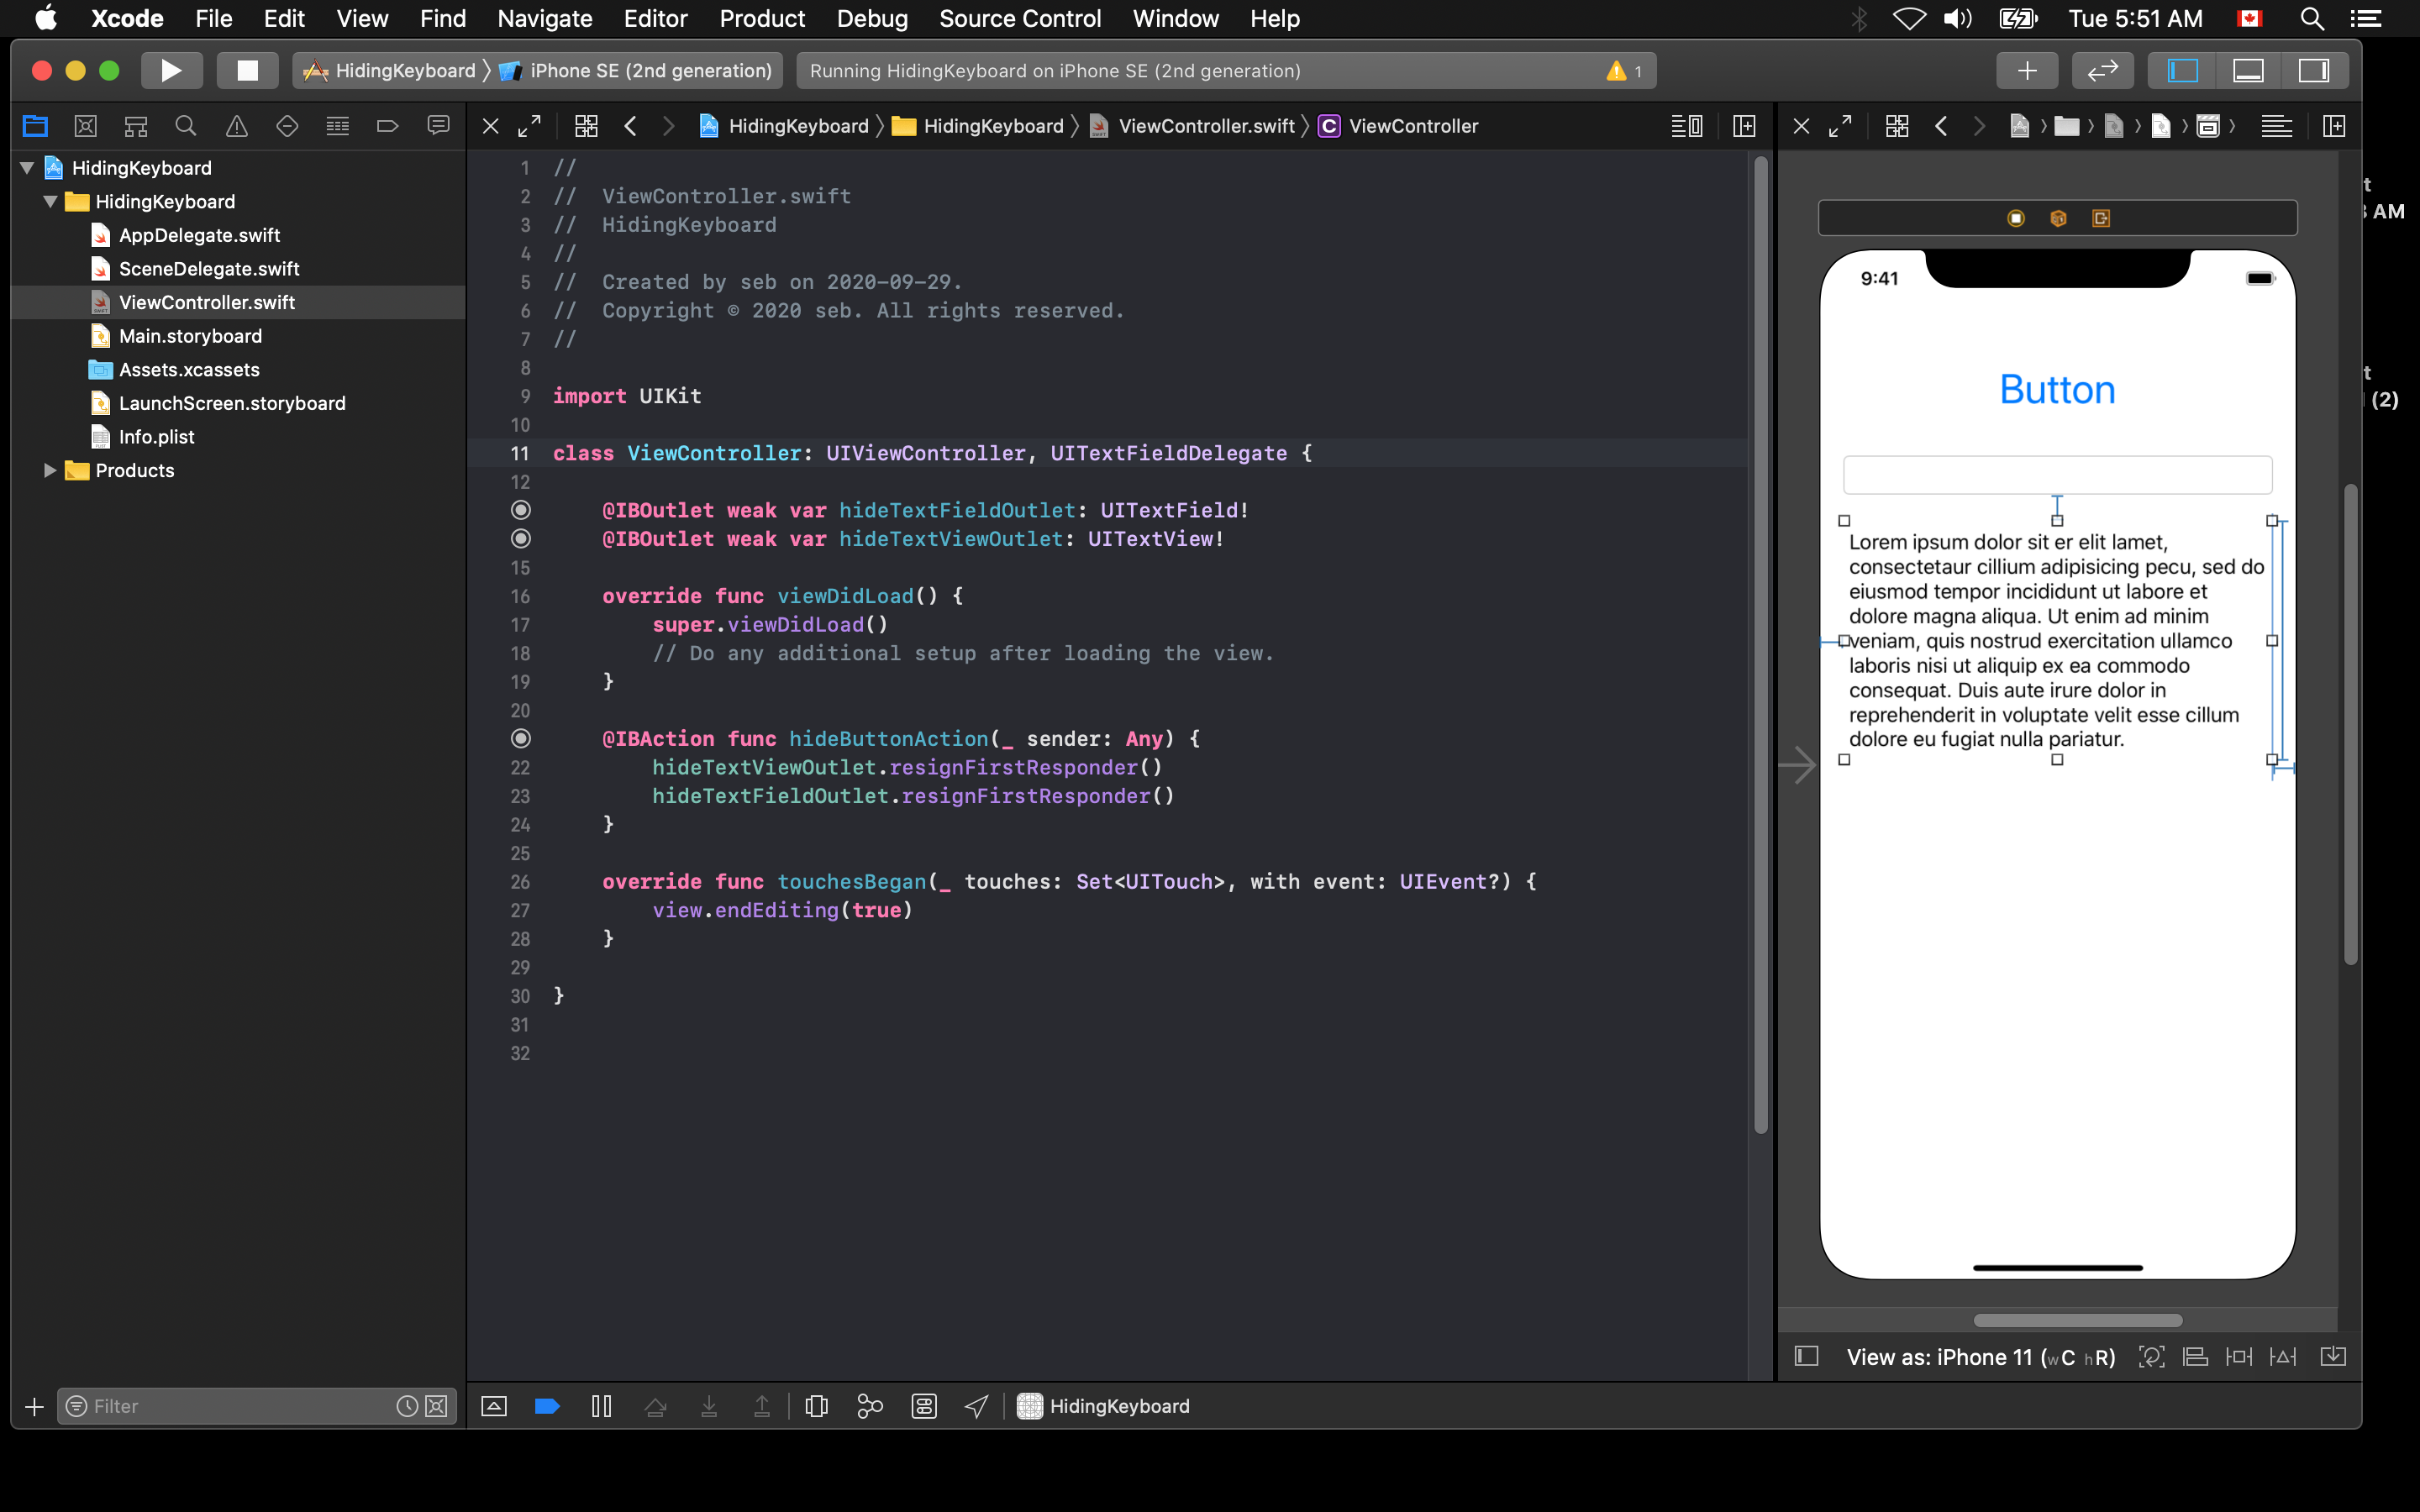 Xcode File Edit View Find Navigate Editor Product Debug Source Control Window Help Tue 5:51 AM
HidingKeyboard iPhone SE (2nd generation) Running HidingKeyboard on iPhone SE (2nd generation) 1
HidingKeyboard HidingKeyboard ViewController.swift C ViewController
HidingKeyboard
HidingKeyboard
AppDelegate.swift
SceneDelegate.swift
ViewController.swift
Main.storyboard
Assets.xcassets
LaunchScreen.storyboard
Info.plist
Products
Filter
1 //
2 //  ViewController.swift
3 //  HidingKeyboard
4 //
5 //  Created by seb on 2020-09-29.
6 //  Copyright © 2020 seb. All rights reserved.
7 //
8
9 import UIKit
10
11 class ViewController: UIViewController, UITextFieldDelegate {
12
@IBOutlet weak var hideTextFieldOutlet: UITextField!
@IBOutlet weak var hideTextViewOutlet: UITextView!
15
16 override func viewDidLoad() {
17 super.viewDidLoad()
18 // Do any additional setup after loading the view.
19 }
20
@IBAction func hideButtonAction(_ sender: Any) {
22 hideTextViewOutlet.resignFirstResponder()
23 hideTextFieldOutlet.resignFirstResponder()
24 }
25
26 override func touchesBegan(_ touches: Set<UITouch>, with event: UIEvent?) {
27 view.endEditing(true)
28 }
29
30 }
31
32
HidingKeyboard
9:41
Button
Lorem ipsum dolor sit er elit lamet,
consectetaur cillium adipisicing pecu, sed do
eiusmod tempor incididunt ut labore et
dolore magna aliqua. Ut enim ad minim
veniam, quis nostrud exercitation ullamco
laboris nisi ut aliquip ex ea commodo
consequat. Duis aute irure dolor in
reprehenderit in voluptate velit esse cillum
dolore eu fugiat nulla pariatur.
View as: iPhone 11 (wC hR)
AM
(2)